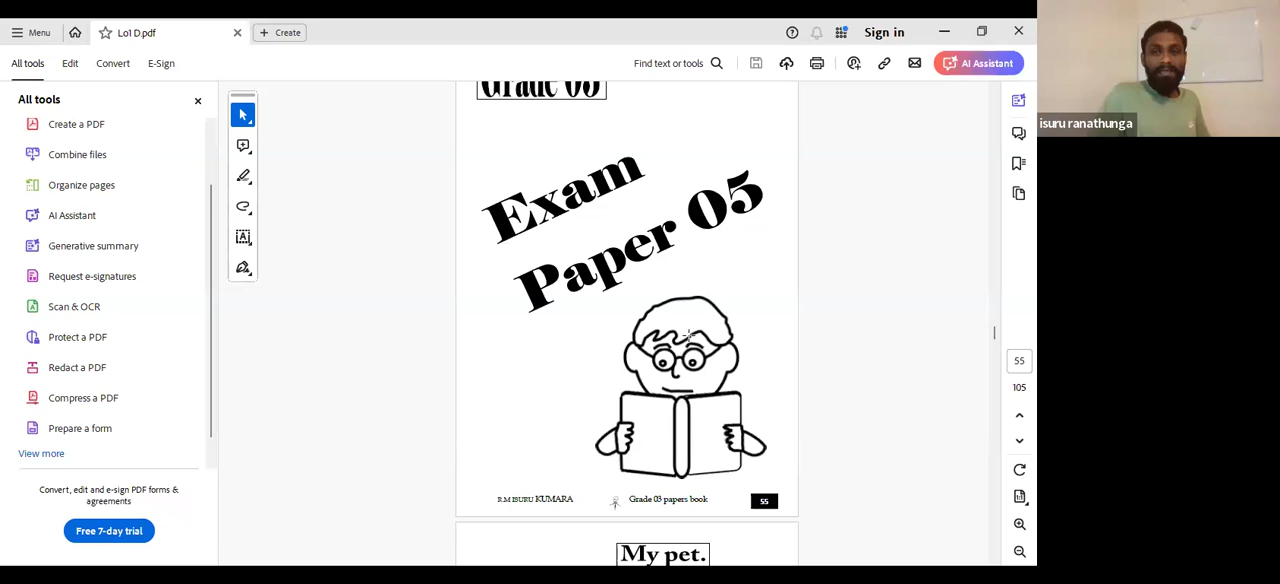 Menu
Lo1 D.pdf
Create
Sign in
All tools
Edit
Convert
E-Sign
Find text or tools
AI Assistant
All tools
Create a PDF
Combine files
Organize pages
AI Assistant
Generative summary
Request e-signatures
Scan & OCR
Protect a PDF
Redact a PDF
Compress a PDF
Prepare a form
View more
Convert, edit and e-sign PDF forms &
agreements
Free 7-day trial
Exam
Paper 05
R.M ISURU KUMARA
Grade 03 papers book
55
My pet.
55
105
isuru ranathunga